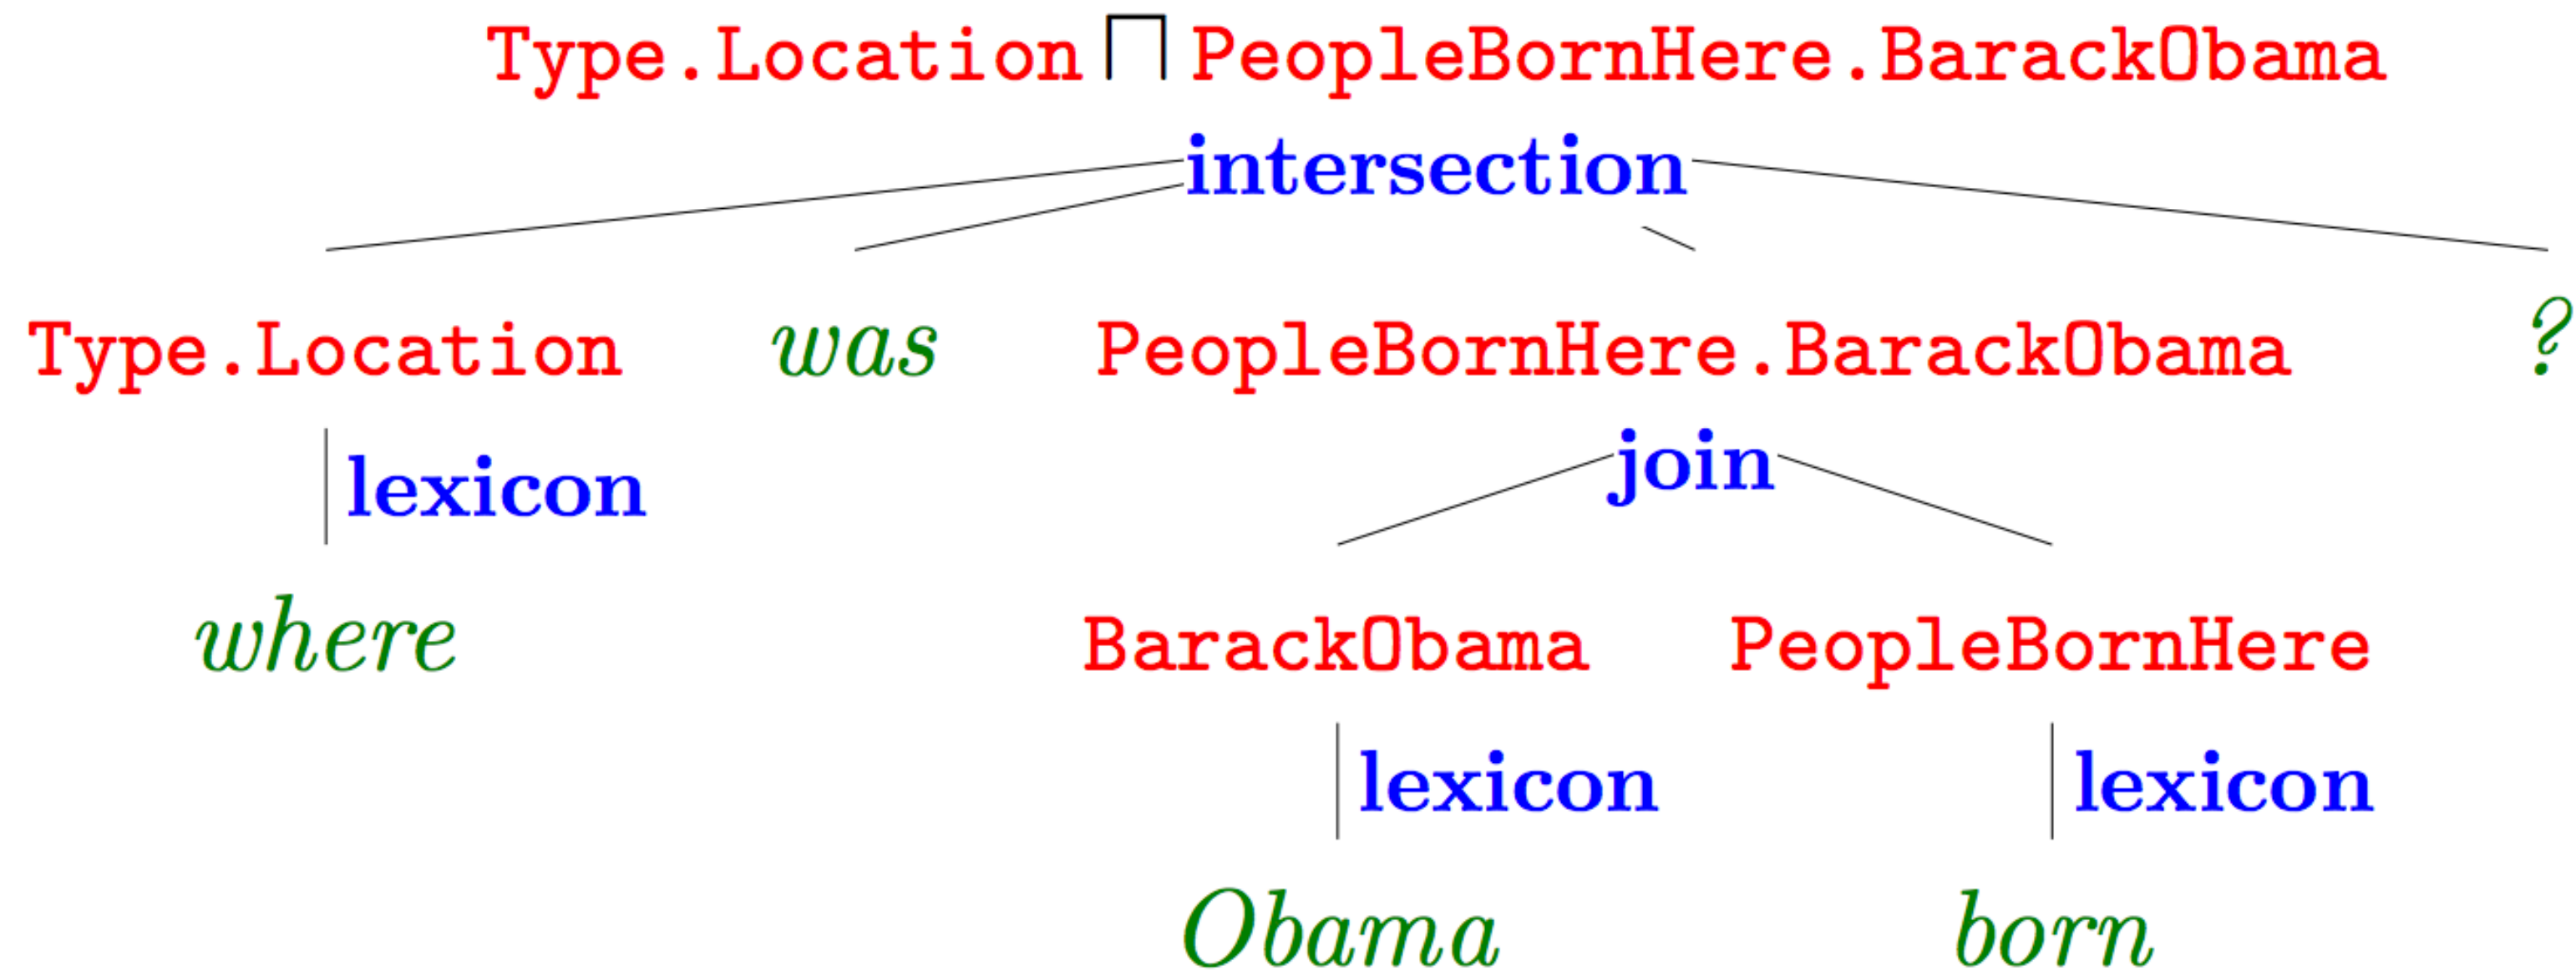 Type.Location ⊓ PeopleBornHere.BarackObama
intersection
Type.Location was PeopleBornHere.BarackObama ?
lexicon join
where BarackObama PeopleBornHere
lexicon lexicon
Obama born